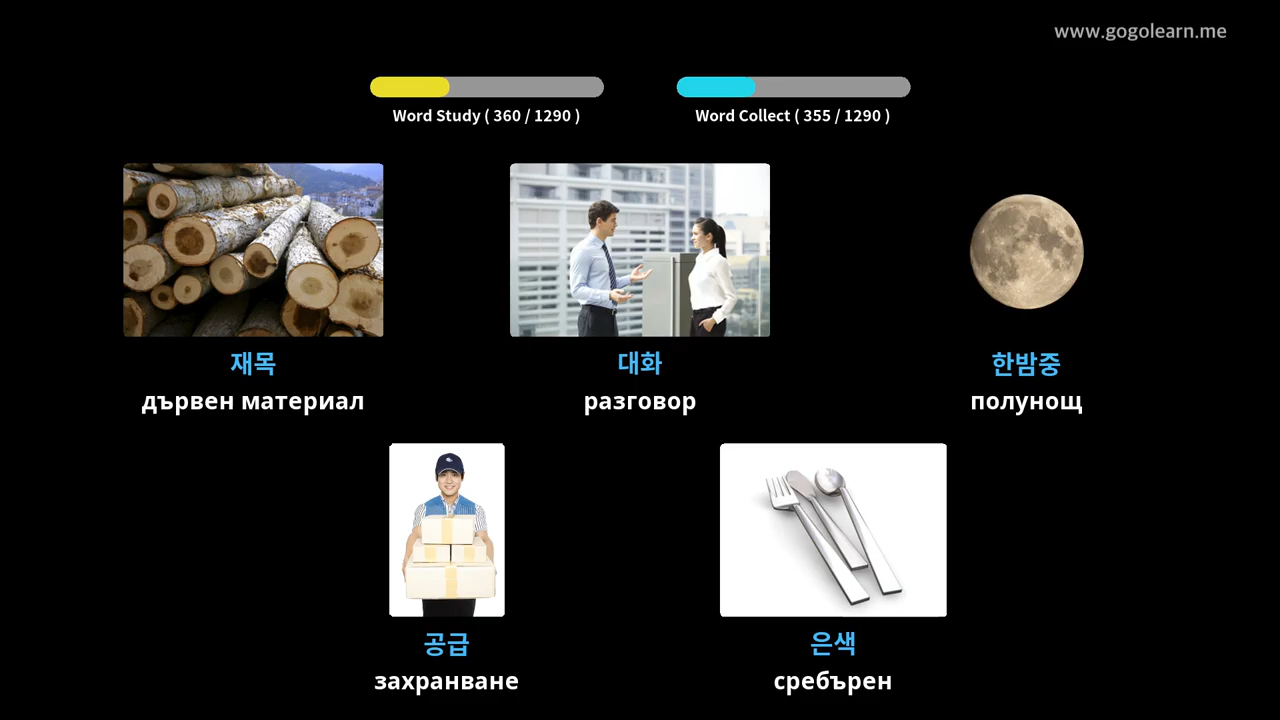 www.gogolearn.me
Word Study ( 360 / 1290 )
Word Collect ( 355 / 1290 )
재목
дървен материал
대화
разговор
한밤중
полунощ
공급
захранване
은색
сребърен